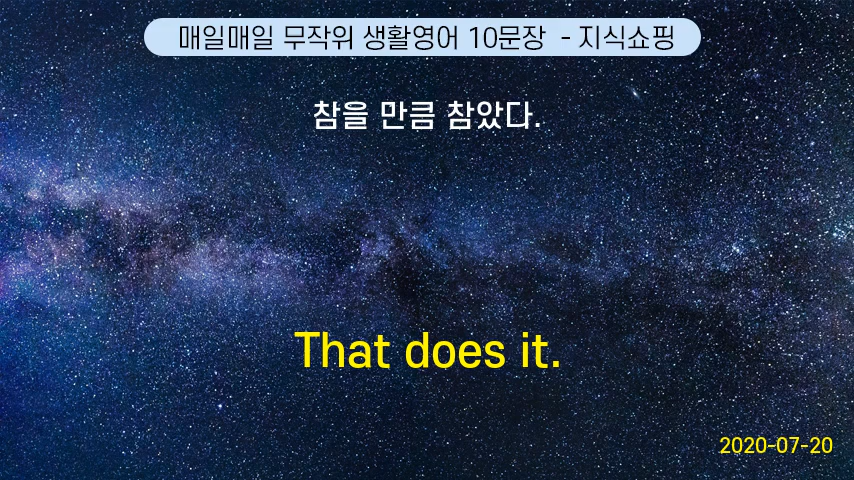 매일매일 무작위 생활영어 10문장 - 지식쇼핑
참을 만큼 참았다.
That does it.
2020-07-20